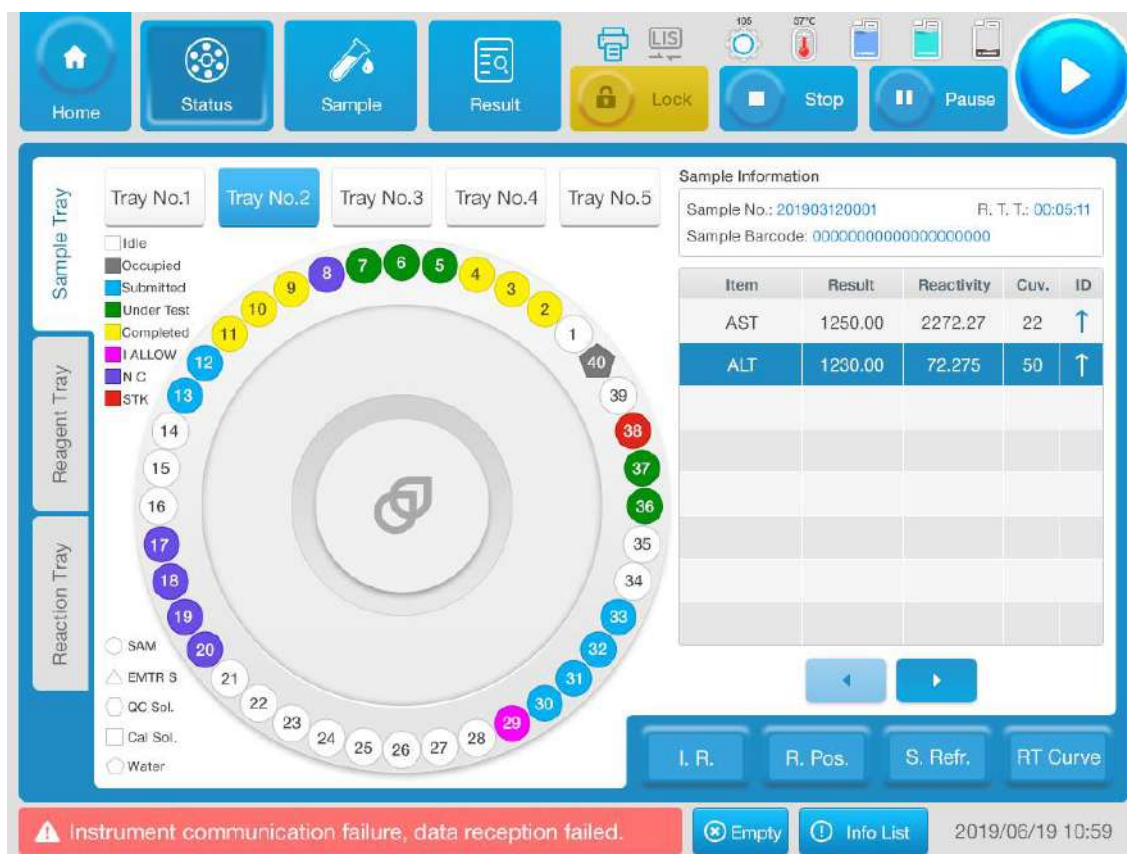 105 37°C
LIS
Home Status Sample Result Lock Stop Pause
Sample Tray
Reagent Tray
Reaction Tray
Tray No.1 Tray No.2 Tray No.3 Tray No.4 Tray No.5
Idle
Occupied
Submitted
Under Test
Completed
I ALLOW
N C
STK
1
2
3
4
5
6
7
8
9
10
11
12
13
14
15
16
17
18
19
20
21
22
23
24
25
26
27
28
29
30
31
32
33
34
35
36
37
38
39
40
SAM
EMTR S
QC Sol.
Cal Sol.
Water
Sample Information
Sample No.: 201903120001 R. T. T.: 00:05:11
Sample Barcode: 00000000000000000000
Item Result Reactivity Cuv. ID
AST 1250.00 2272.27 22 ↑
ALT 1230.00 72.275 50 ↑
I. R. R. Pos. S. Refr. RT Curve
Instrument communication failure, data reception failed. Empty Info List 2019/06/19 10:59